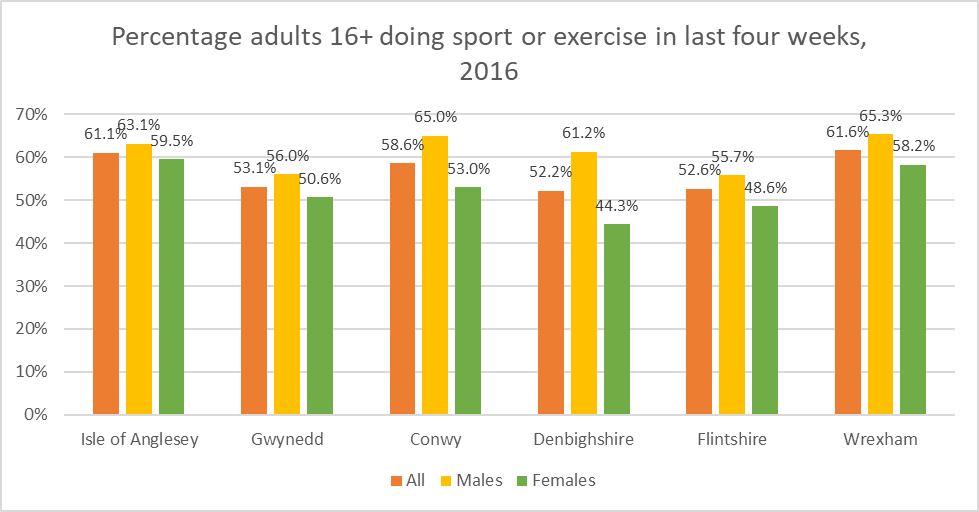 Percentage adults 16+ doing sport or exercise in last four weeks,
2016
70%
60%
50%
40%
30%
20%
10%
0%
61.1% 63.1% 59.5%
53.1% 56.0% 50.6%
58.6% 65.0% 53.0%
52.2% 61.2% 44.3%
52.6% 55.7% 48.6%
61.6% 65.3% 58.2%
Isle of Anglesey Gwynedd Conwy Denbighshire Flintshire Wrexham
All Males Females